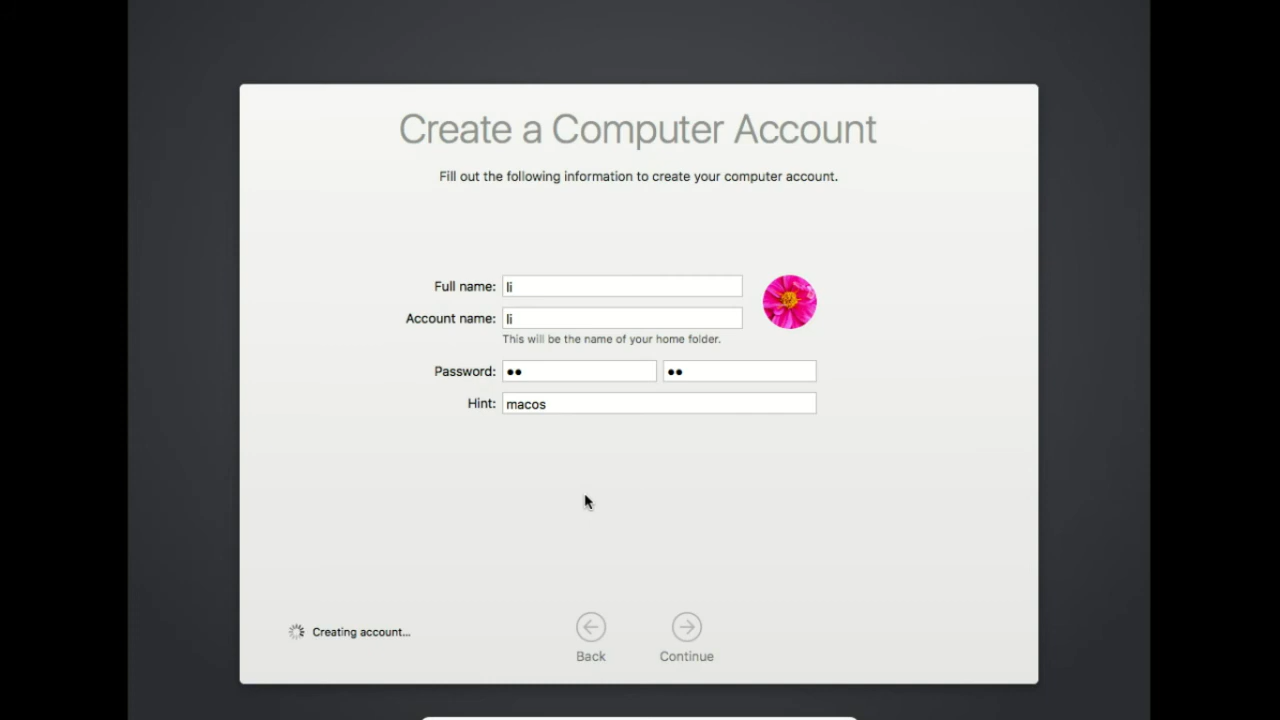 Create a Computer Account
Fill out the following information to create your computer account.
Full name: li
Account name: li
This will be the name of your home folder.
Password: •• ••
Hint: macos
Creating account...
Back Continue